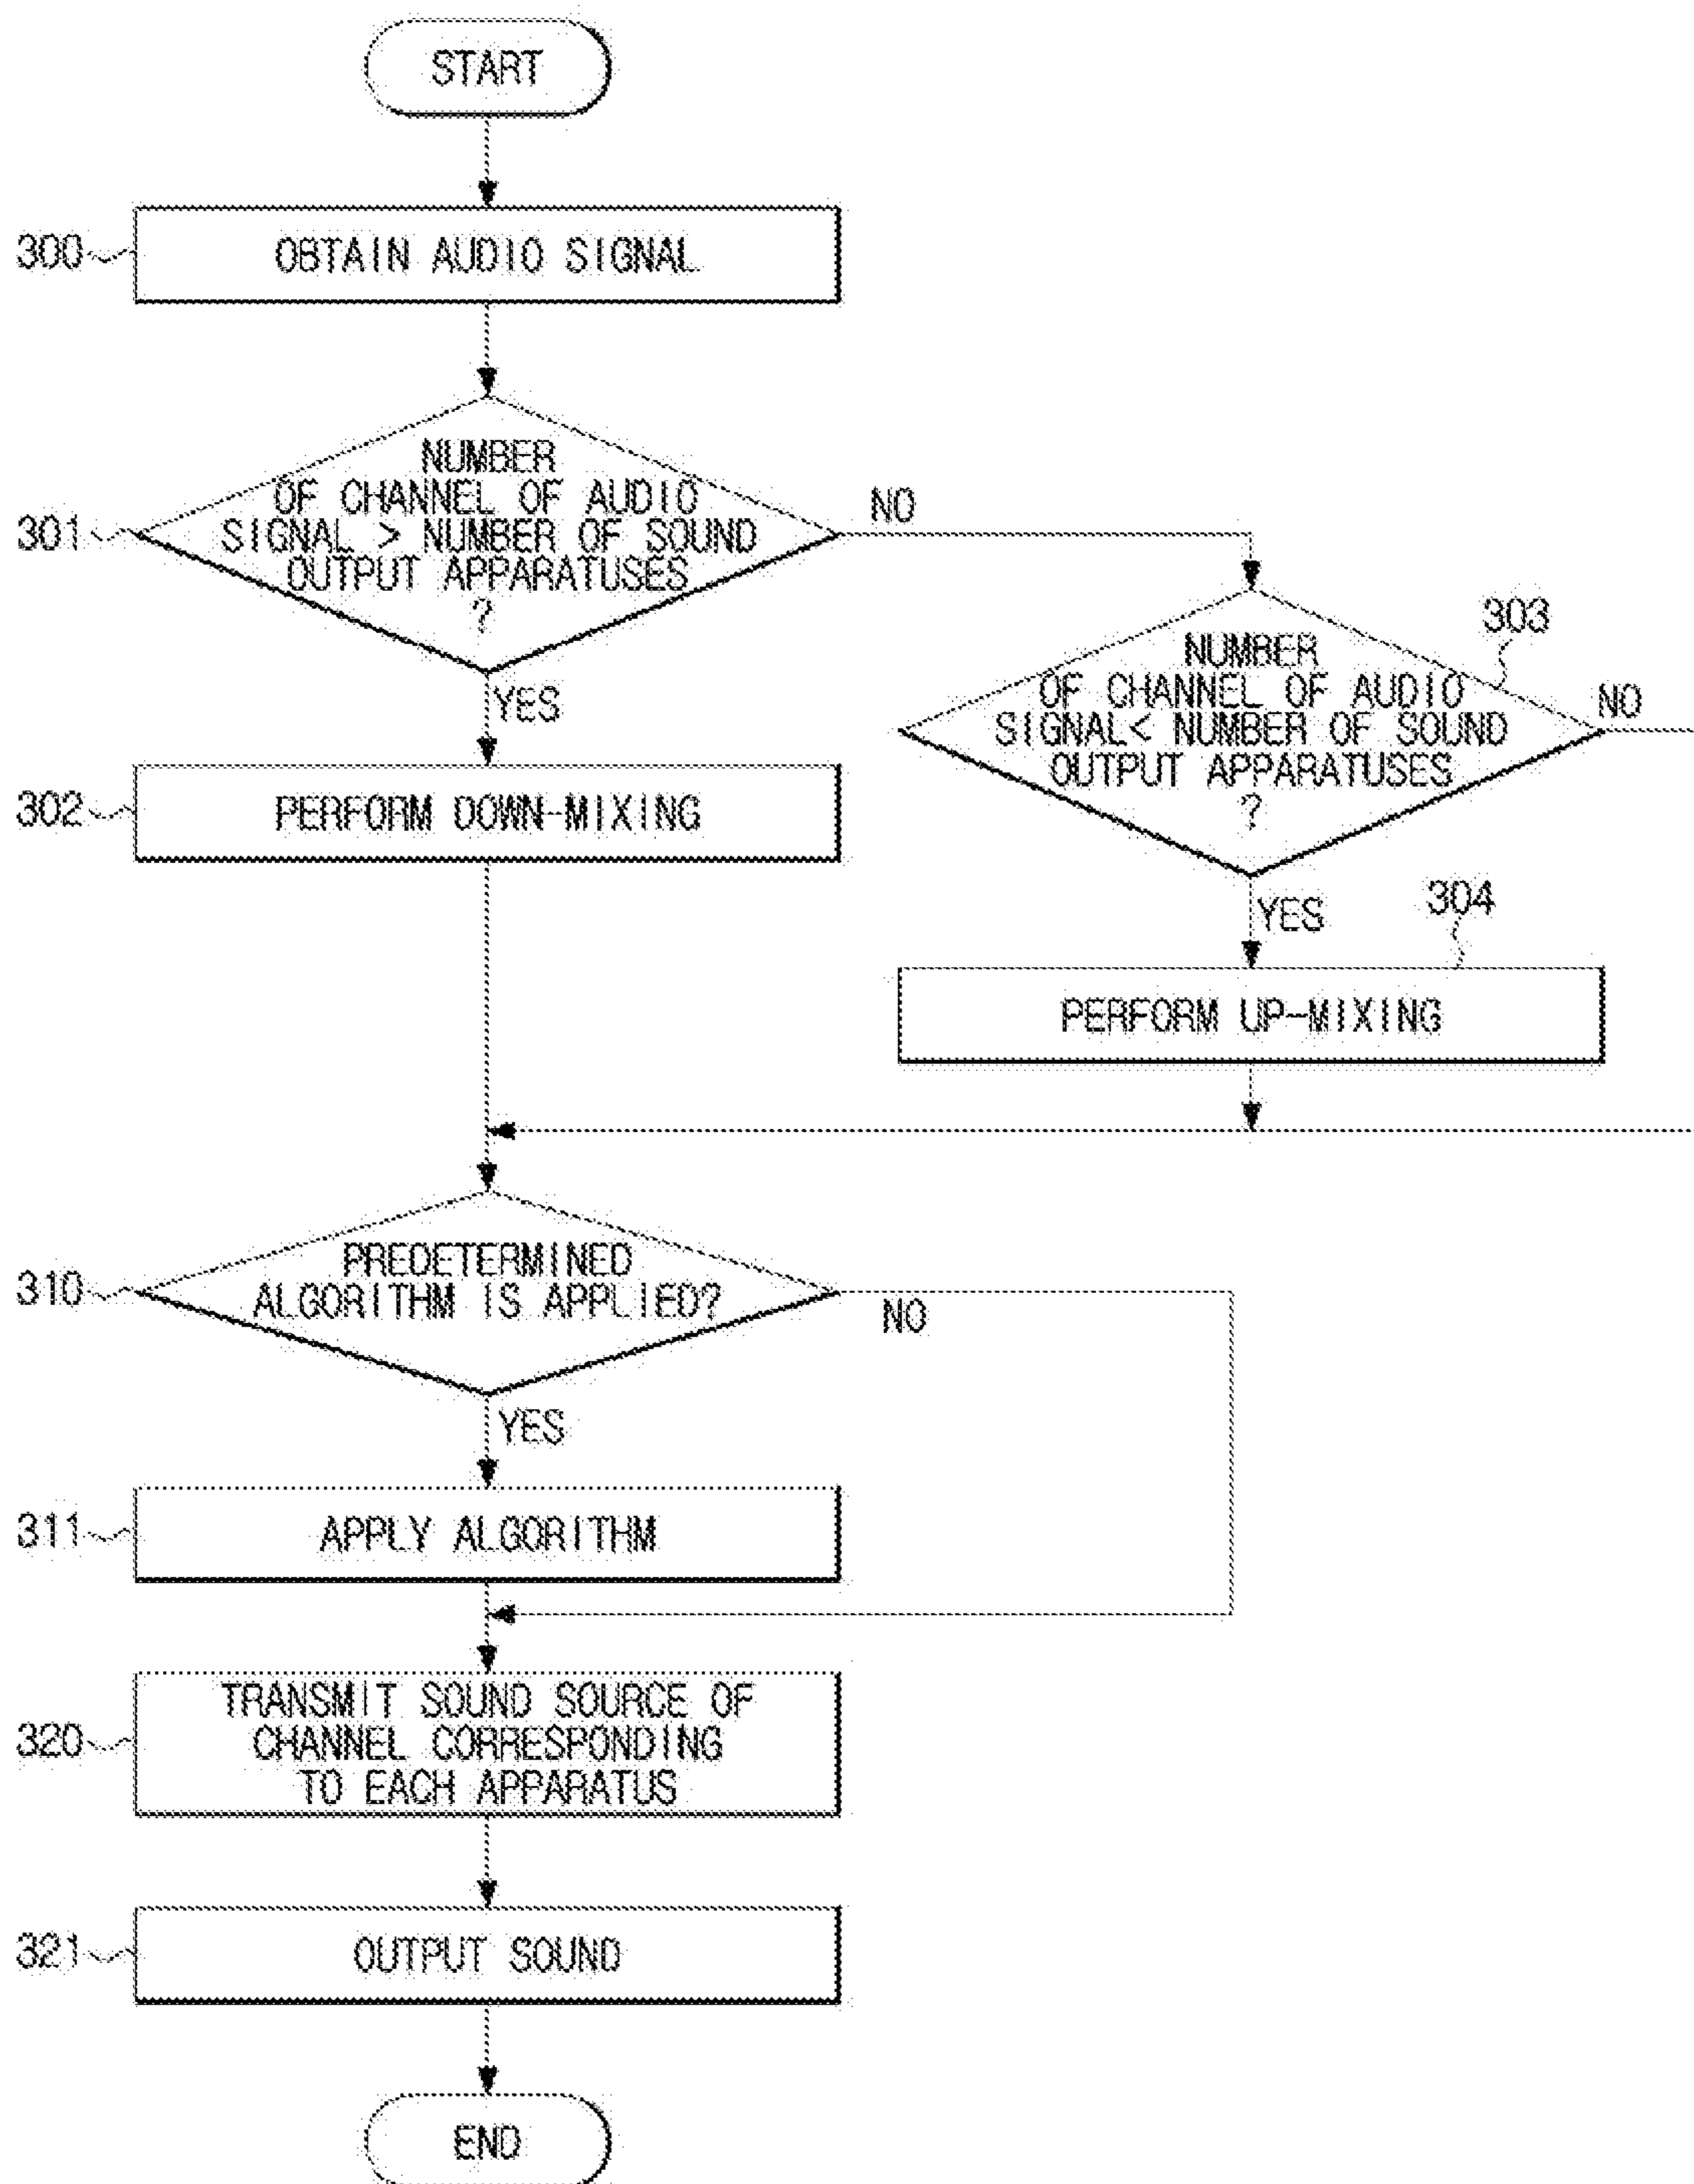 START
300
OBTAIN AUDIO SIGNAL
301
NUMBER
OF CHANNEL OF AUDIO
SIGNAL > NUMBER OF SOUND
OUTPUT APPARATUSES
?
NO
YES
303
NUMBER
OF CHANNEL OF AUDIO
SIGNAL< NUMBER OF SOUND
OUTPUT APPARATUSES
?
NO
YES
302
PERFORM DOWN-MIXING
304
PERFORM UP-MIXING
310
PREDETERMINED
ALGORITHM IS APPLIED?
NO
YES
311
APPLY ALGORITHM
320
TRANSMIT SOUND SOURCE OF
CHANNEL CORRESPONDING
TO EACH APPARATUS
321
OUTPUT SOUND
END